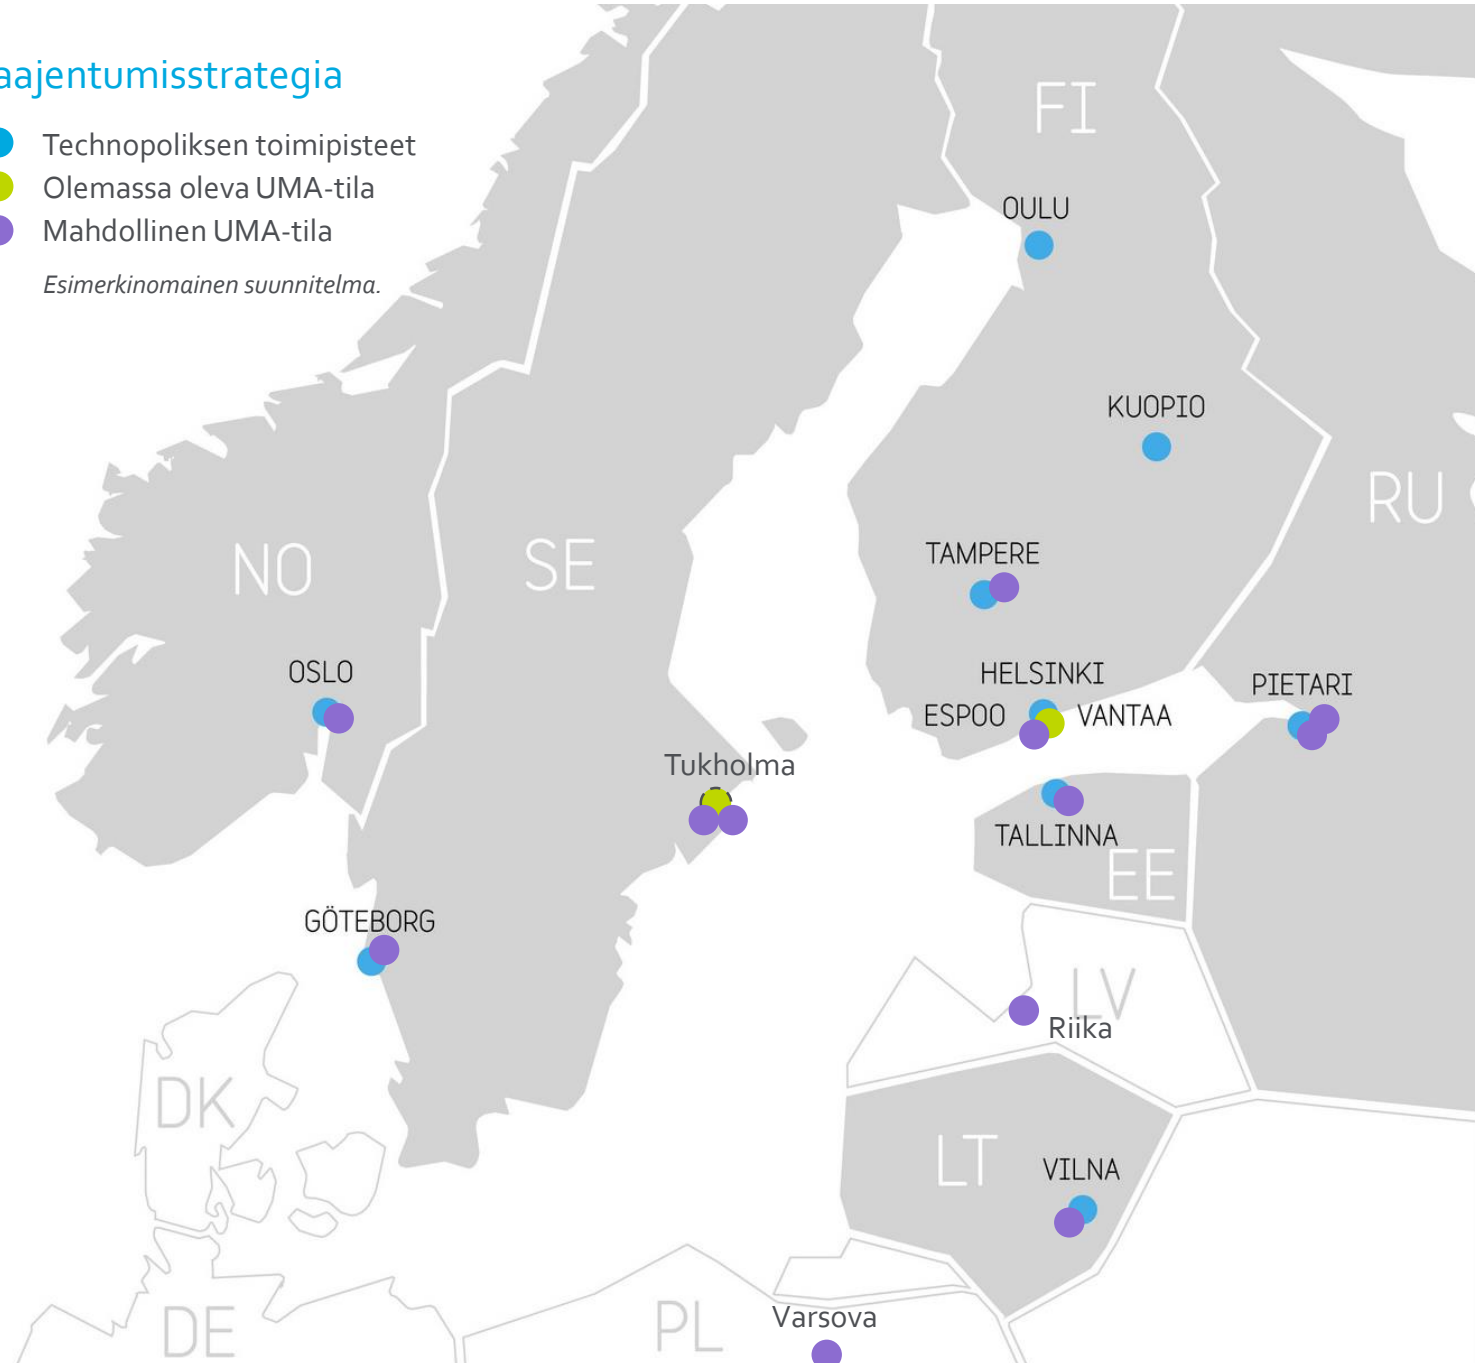 aajentumisstrategia
Technopoliksen toimipisteet
Olemassa oleva UMA-tila
Mahdollinen UMA-tila
Esimerkinomainen suunnitelma.
FI
OULU
KUOPIO
RU
TAMPERE
NO
SE
OSLO
HELSINKI
PIETARI
ESPOO
VANTAA
Tukholma
TALLINNA
EE
GÖTEBORG
LV
Riika
DK
LT
VILNA
DE
PL
Varsova